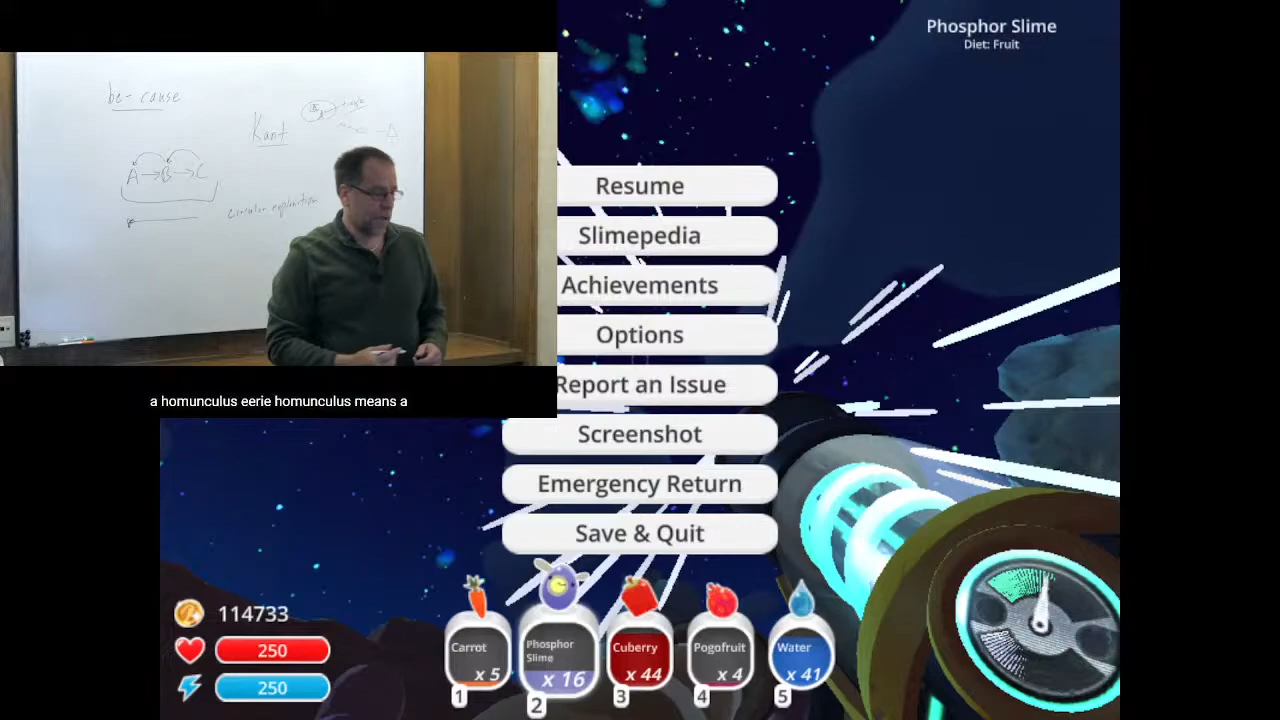 be-cause
Kant
A → B → C
circular explanation
a homunculus eerie homunculus means a
Phosphor Slime
Diet: Fruit
Resume
Slimepedia
Achievements
Options
Report an Issue
Screenshot
Emergency Return
Save & Quit
114733
250
250
Carrot
x 5
1
Phosphor
Slime
x 16
2
Cuberry
x 44
3
Pogofruit
x 4
4
Water
x 41
5